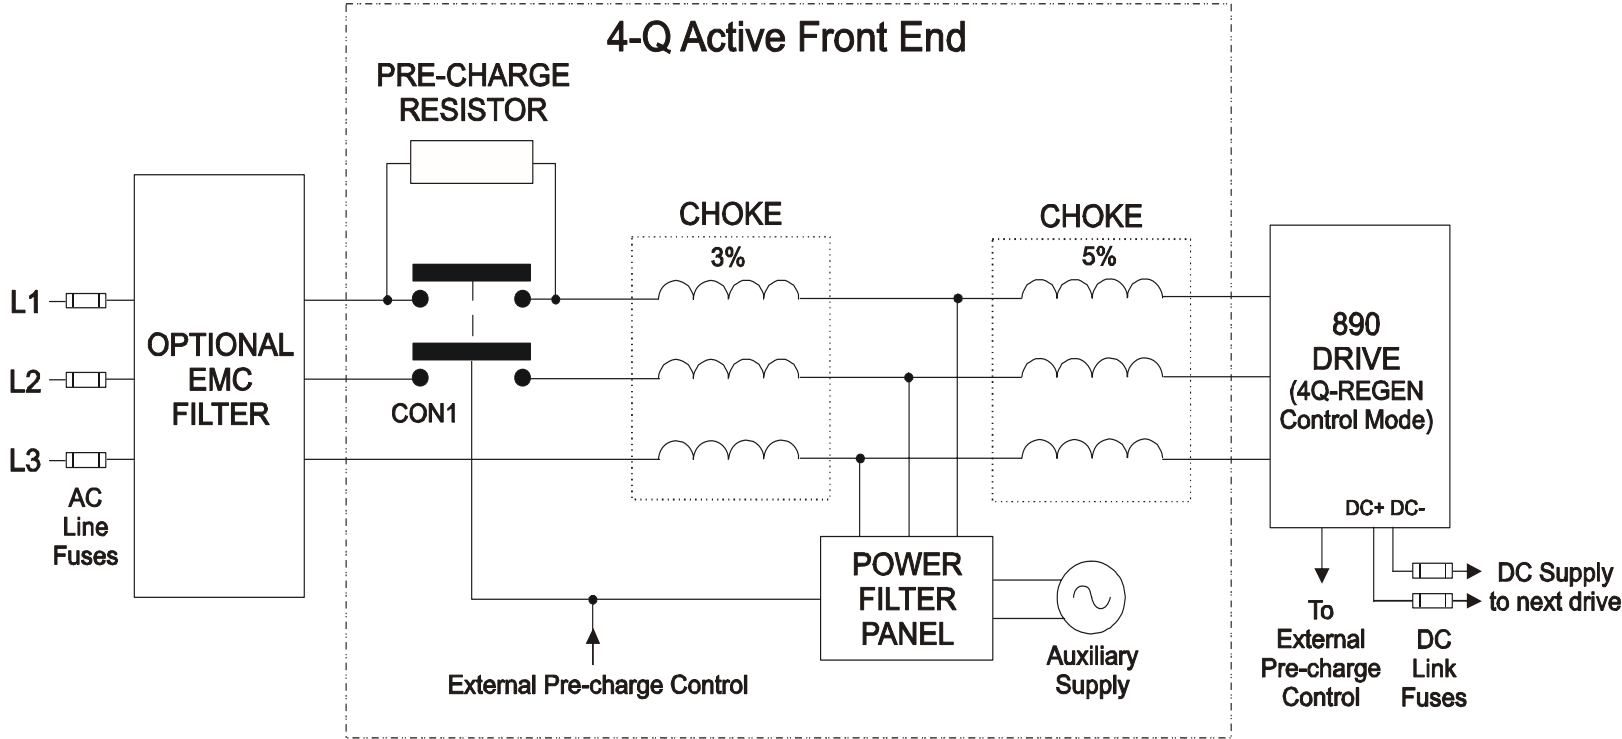 4-Q Active Front End
PRE-CHARGE
RESISTOR
CHOKE
3%
CHOKE
5%
L1
L2
L3
AC
Line
Fuses
OPTIONAL
EMC
FILTER
CON1
890
DRIVE
(4Q-REGEN
Control Mode)
DC+ DC-
POWER
FILTER
PANEL
Auxiliary
Supply
External Pre-charge Control
To
External
Pre-charge
Control
DC Supply
to next drive
DC
Link
Fuses